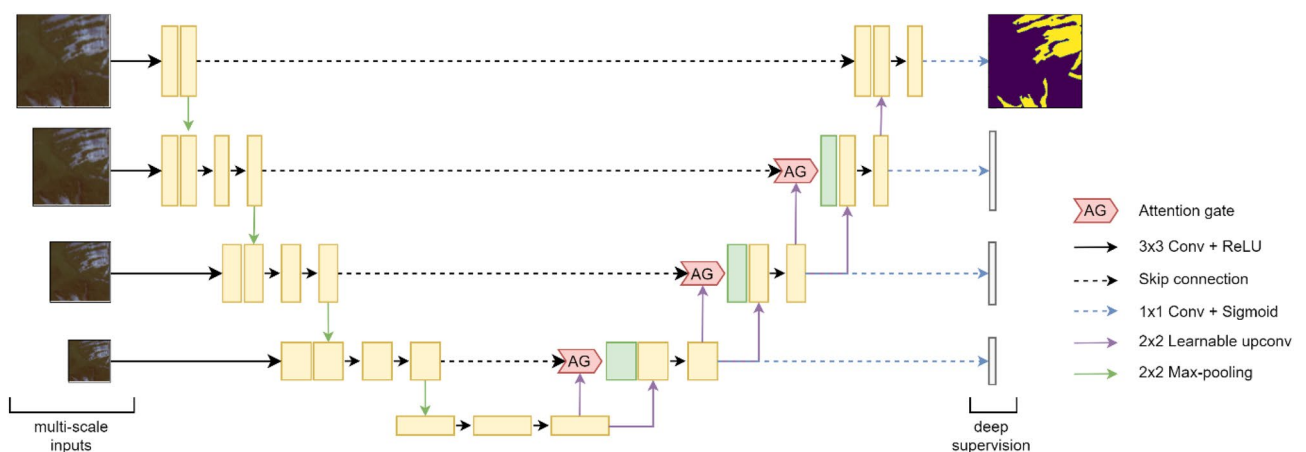 AG
AG
AG
multi-scale
inputs
deep
supervision
AG Attention gate
3x3 Conv + ReLU
Skip connection
1x1 Conv + Sigmoid
2x2 Learnable upconv
2x2 Max-pooling